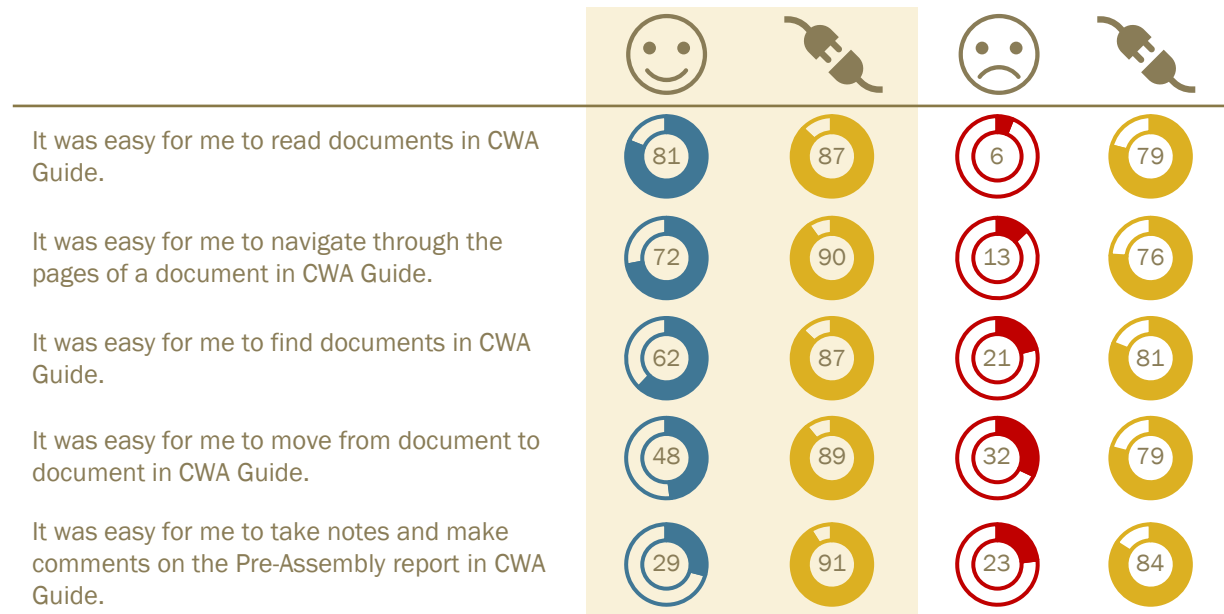 It was easy for me to read documents in CWA
Guide.
81 87 6 79
It was easy for me to navigate through the
pages of a document in CWA Guide.
72 90 13 76
It was easy for me to find documents in CWA
Guide.
62 87 21 81
It was easy for me to move from document to
document in CWA Guide.
48 89 32 79
It was easy for me to take notes and make
comments on the Pre-Assembly report in CWA
Guide.
29 91 23 84